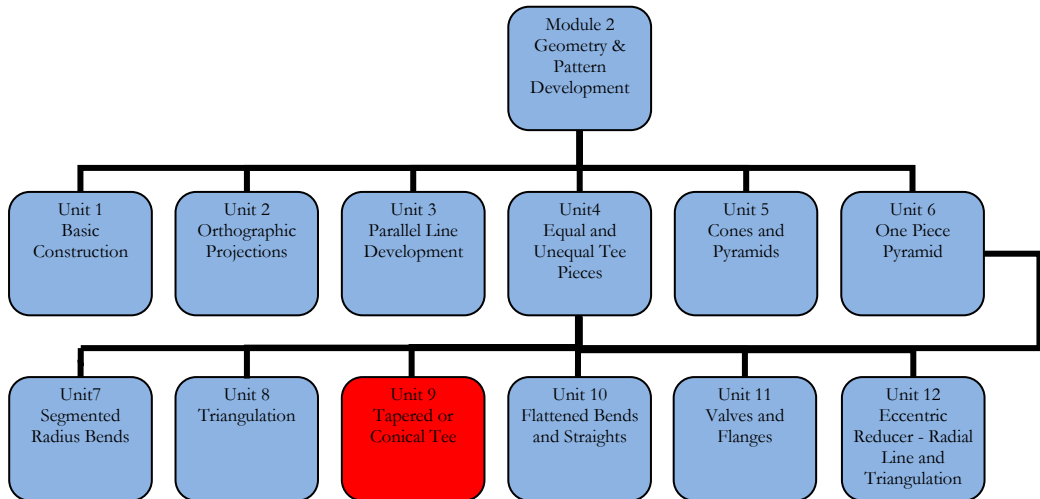 Module 2
Geometry &
Pattern
Development
Unit 1
Basic
Construction
Unit 2
Orthographic
Projections
Unit 3
Parallel Line
Development
Unit4
Equal and
Unequal Tee
Pieces
Unit 5
Cones and
Pyramids
Unit 6
One Piece
Pyramid
Unit7
Segmented
Radius Bends
Unit 8
Triangulation
Unit 9
Tapered or
Conical Tee
Unit 10
Flattened Bends
and Straights
Unit 11
Valves and
Flanges
Unit 12
Eccentric
Reducer - Radial
Line and
Triangulation